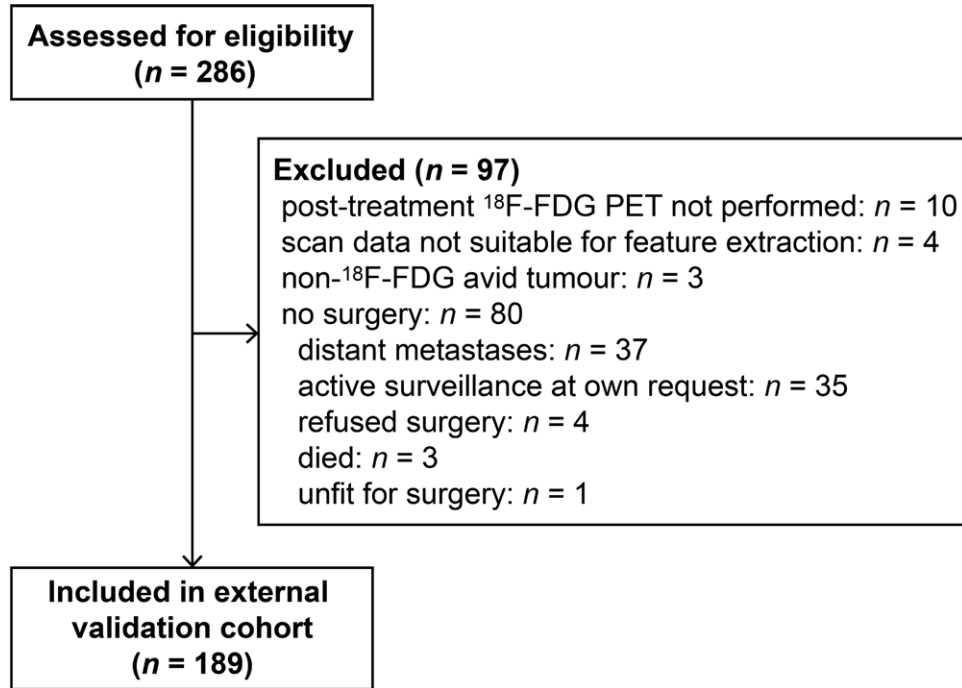 Assessed for eligibility
(n = 286)
Excluded (n = 97)
post-treatment ¹⁸F-FDG PET not performed: n = 10
scan data not suitable for feature extraction: n = 4
non-¹⁸F-FDG avid tumour: n = 3
no surgery: n = 80
distant metastases: n = 37
active surveillance at own request: n = 35
refused surgery: n = 4
died: n = 3
unfit for surgery: n = 1
Included in external
validation cohort
(n = 189)